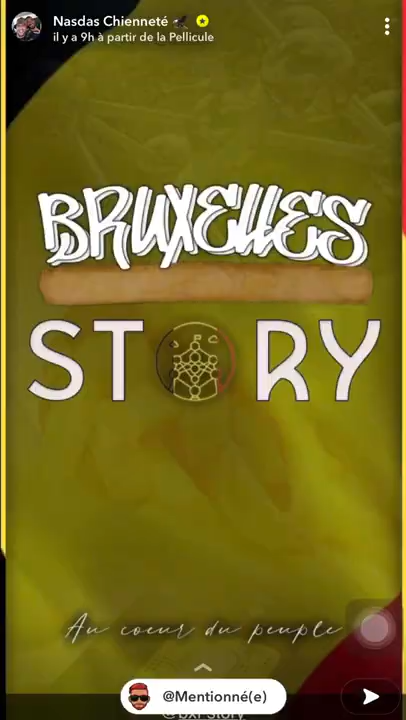 Nasdas Chienneté
il y a 9h à partir de la Pellicule
BRUXELLES
STORY
Au coeur du peuple
@Mentionné(e)